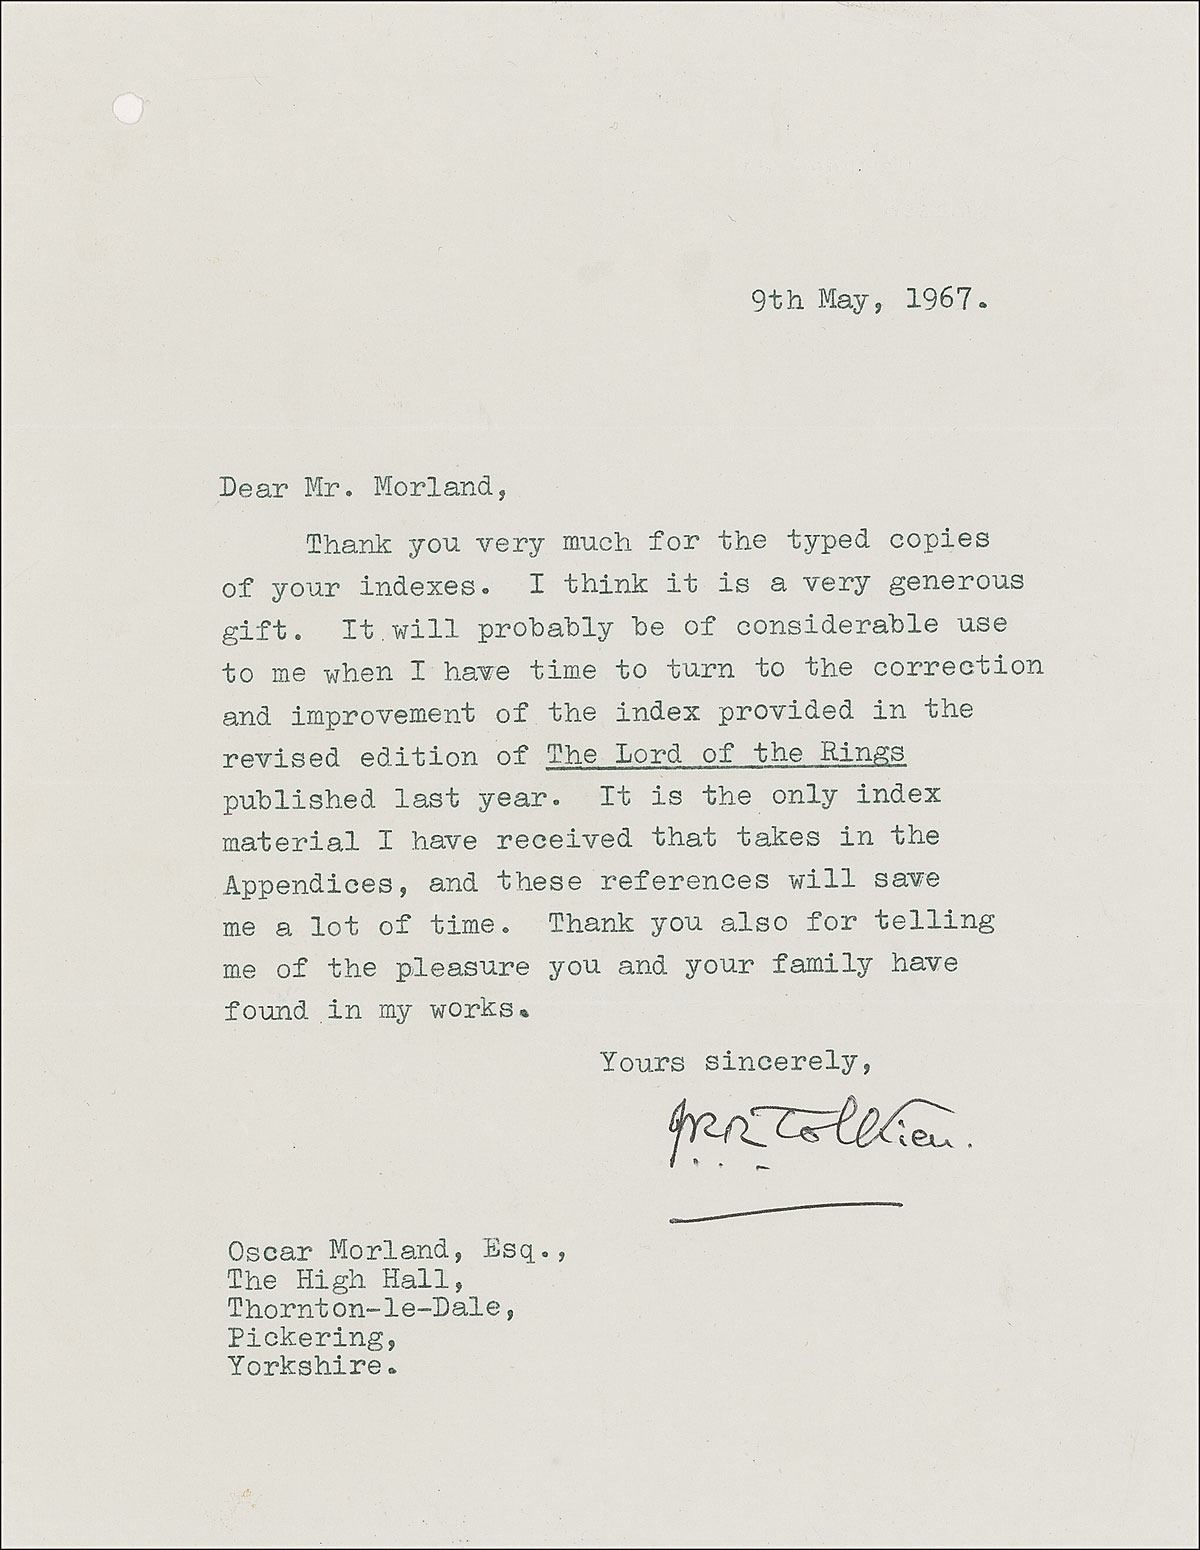 9th May, 1967.
Dear Mr. Morland,
Thank you very much for the typed copies
of your indexes. I think it is a very generous
gift. It will probably be of considerable use
to me when I have time to turn to the correction
and improvement of the index provided in the
revised edition of The Lord of the Rings
published last year. It is the only index
material I have received that takes in the
Appendices, and these references will save
me a lot of time. Thank you also for telling
me of the pleasure you and your family have
found in my works.
Yours sincerely,
JRRTolkien.
Oscar Morland, Esq.,
The High Hall,
Thornton-le-Dale,
Pickering,
Yorkshire.